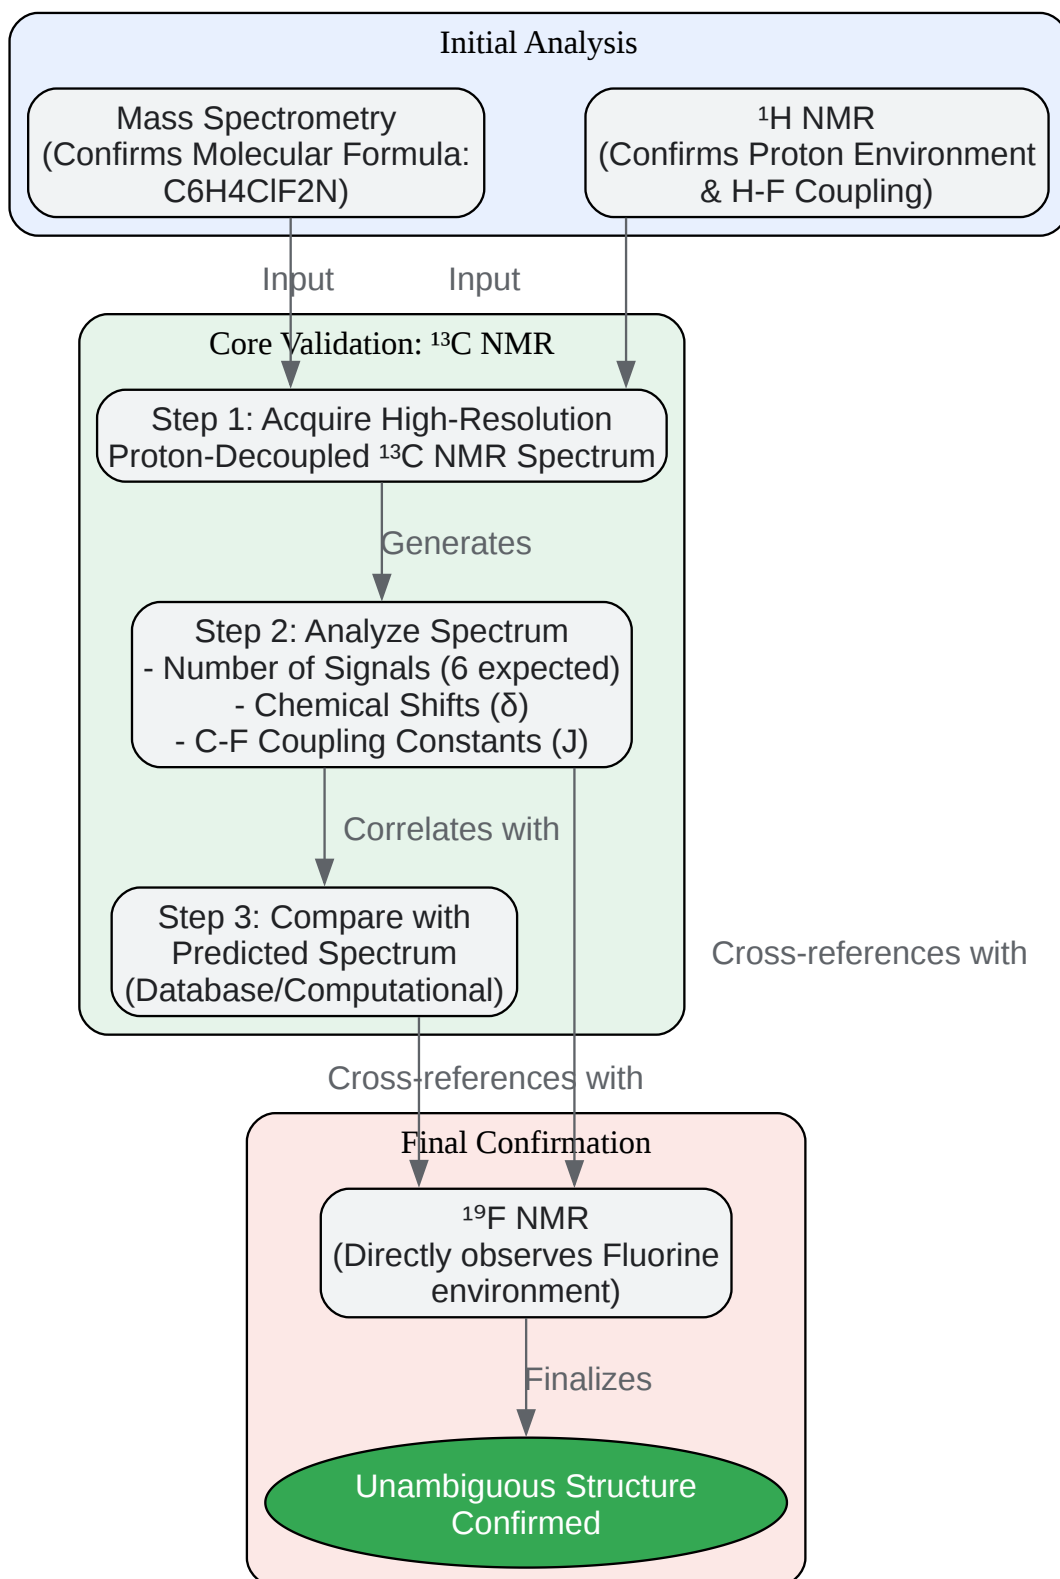 Initial Analysis
Mass Spectrometry
(Confirms Molecular Formula:
C6H4ClF2N)
¹H NMR
(Confirms Proton Environment
& H-F Coupling)
Input
Input
Core Validation: ¹³C NMR
Step 1: Acquire High-Resolution
Proton-Decoupled ¹³C NMR Spectrum
Generates
Step 2: Analyze Spectrum
- Number of Signals (6 expected)
- Chemical Shifts (δ)
- C-F Coupling Constants (J)
Correlates with
Step 3: Compare with
Predicted Spectrum
(Database/Computational)
Cross-references with
Cross-references with
Final Confirmation
¹⁹F NMR
(Directly observes Fluorine
environment)
Finalizes
Unambiguous Structure
Confirmed